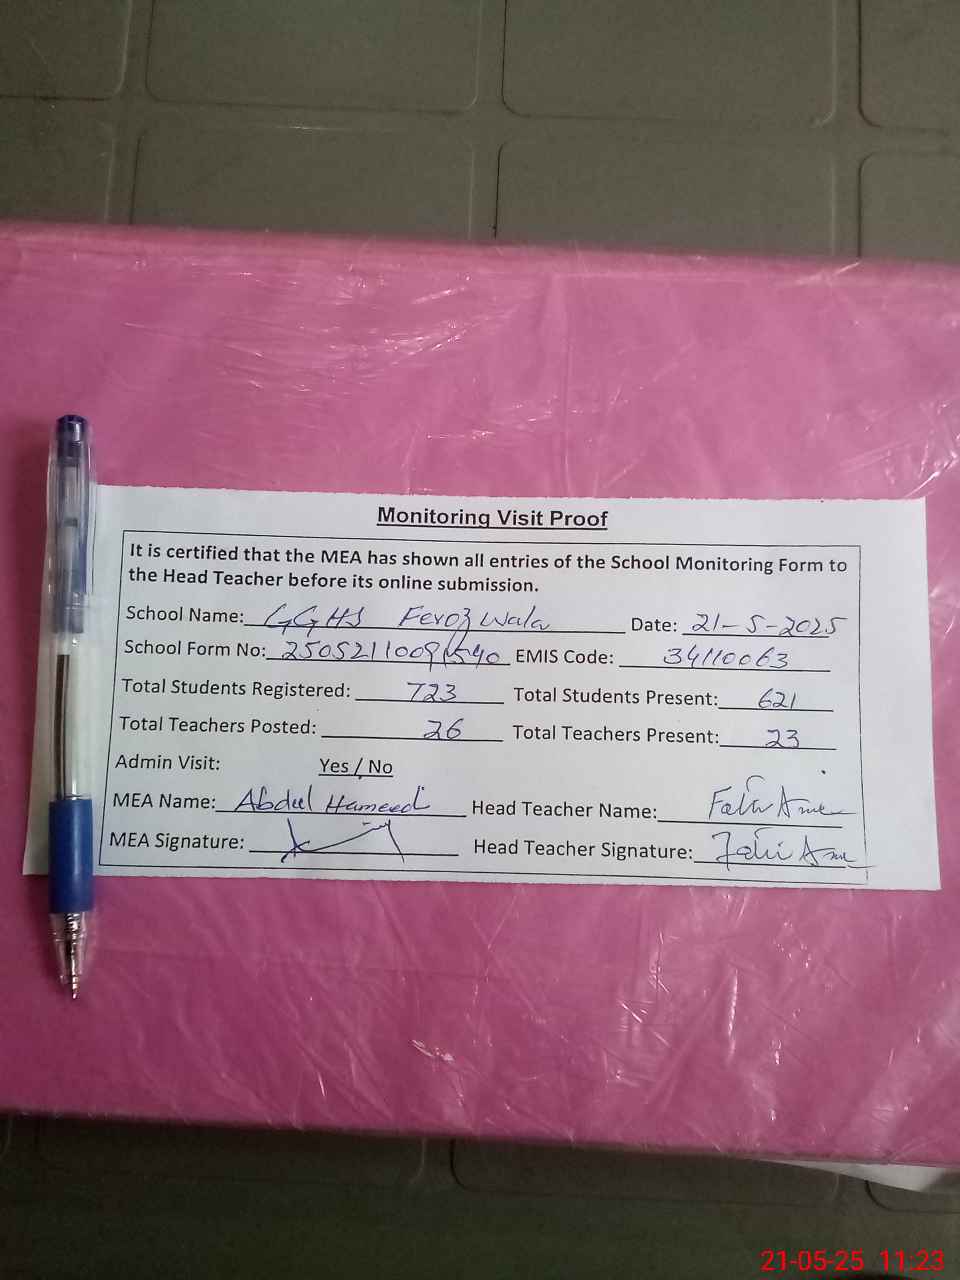 Monitoring Visit Proof
It is certified that the MEA has shown all entries of the School Monitoring Form to
the Head Teacher before its online submission.
School Name: GGHS Feroz Wala Date: 21-5-2025
School Form No: EMIS Code: 34110063
Total Students Registered: 723 Total Students Present: 621
Total Teachers Posted: 26 Total Teachers Present: 23
Admin Visit: Yes / No
MEA Name: Abdul Hameed Head Teacher Name:
MEA Signature: Head Teacher Signature:
21-05-25 11:23